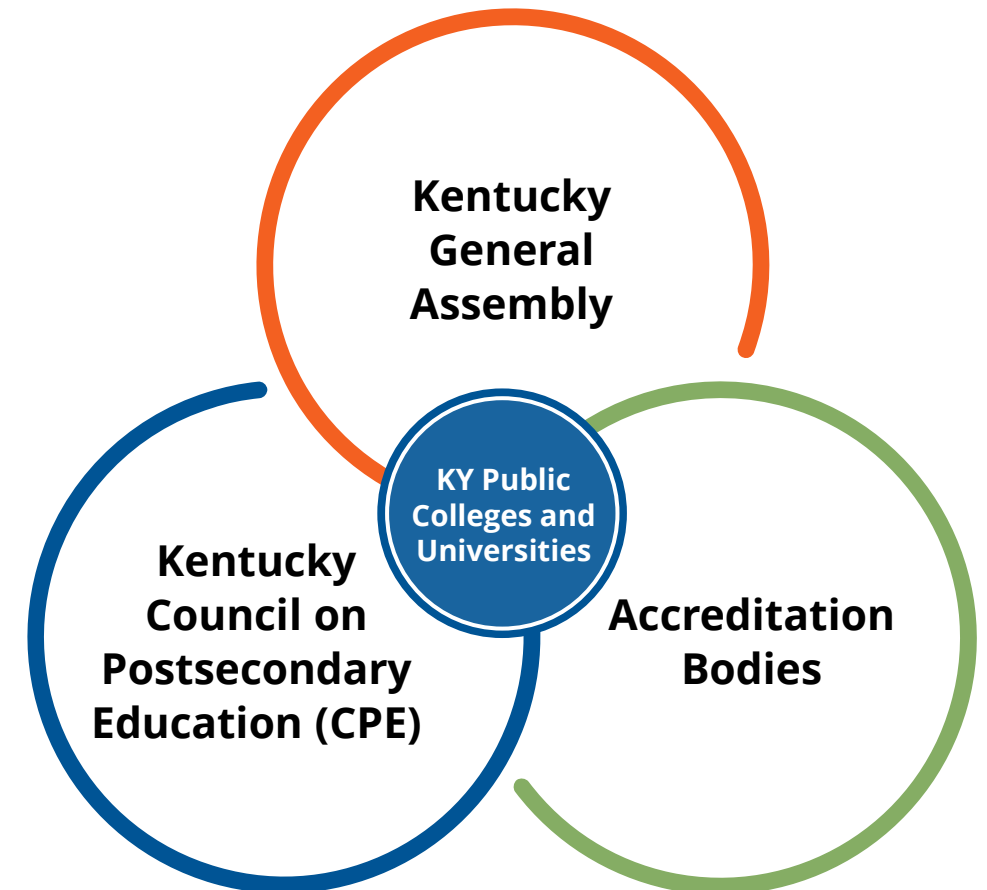 Kentucky
General
Assembly
KY Public
Colleges and
Universities
Kentucky
Council on
Postsecondary
Education (CPE)
Accreditation
Bodies